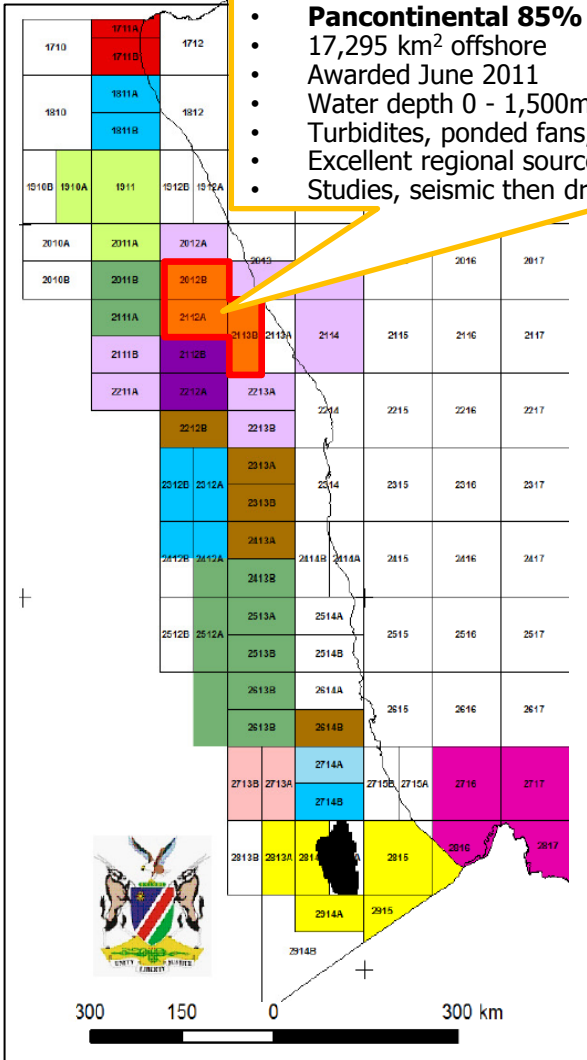 • Pancontinental 85%
• 17,295 km² offshore
• Awarded June 2011
• Water depth 0 - 1,500m
• Turbidites, ponded fans,
• Excellent regional source
• Studies, seismic then dr
1711A
1710 1712
1711B
1811A
1810 1812
1811B
1910B 1910A 1911 1912B 1912A
2010A 2011A 2012A
2013 2016 2017
2010B 2011B 2012B
2111A 2112A
2113B 2113A 2114 2115 2116 2117
2111B 2112B
2211A 2212A 2213A
2214 2215 2216 2217
2212B 2213B
2313A
2312B 2312A 2314 2315 2316 2317
2313B
2413A
2412B 2412A 2414B 2414A 2415 2416 2417
2413B
2513A 2514A
2512B 2512A 2515 2516 2517
2513B 2514B
2613B 2614A
2615 2616 2617
2613B 2614B
2714A
2713B 2713A 2715B 2715A 2716 2717
2714B
2813B 2813A 2815 2816 2817
2914A 2915
2914B
UNITY LIBERTY JUSTICE
300 150 0 300 km